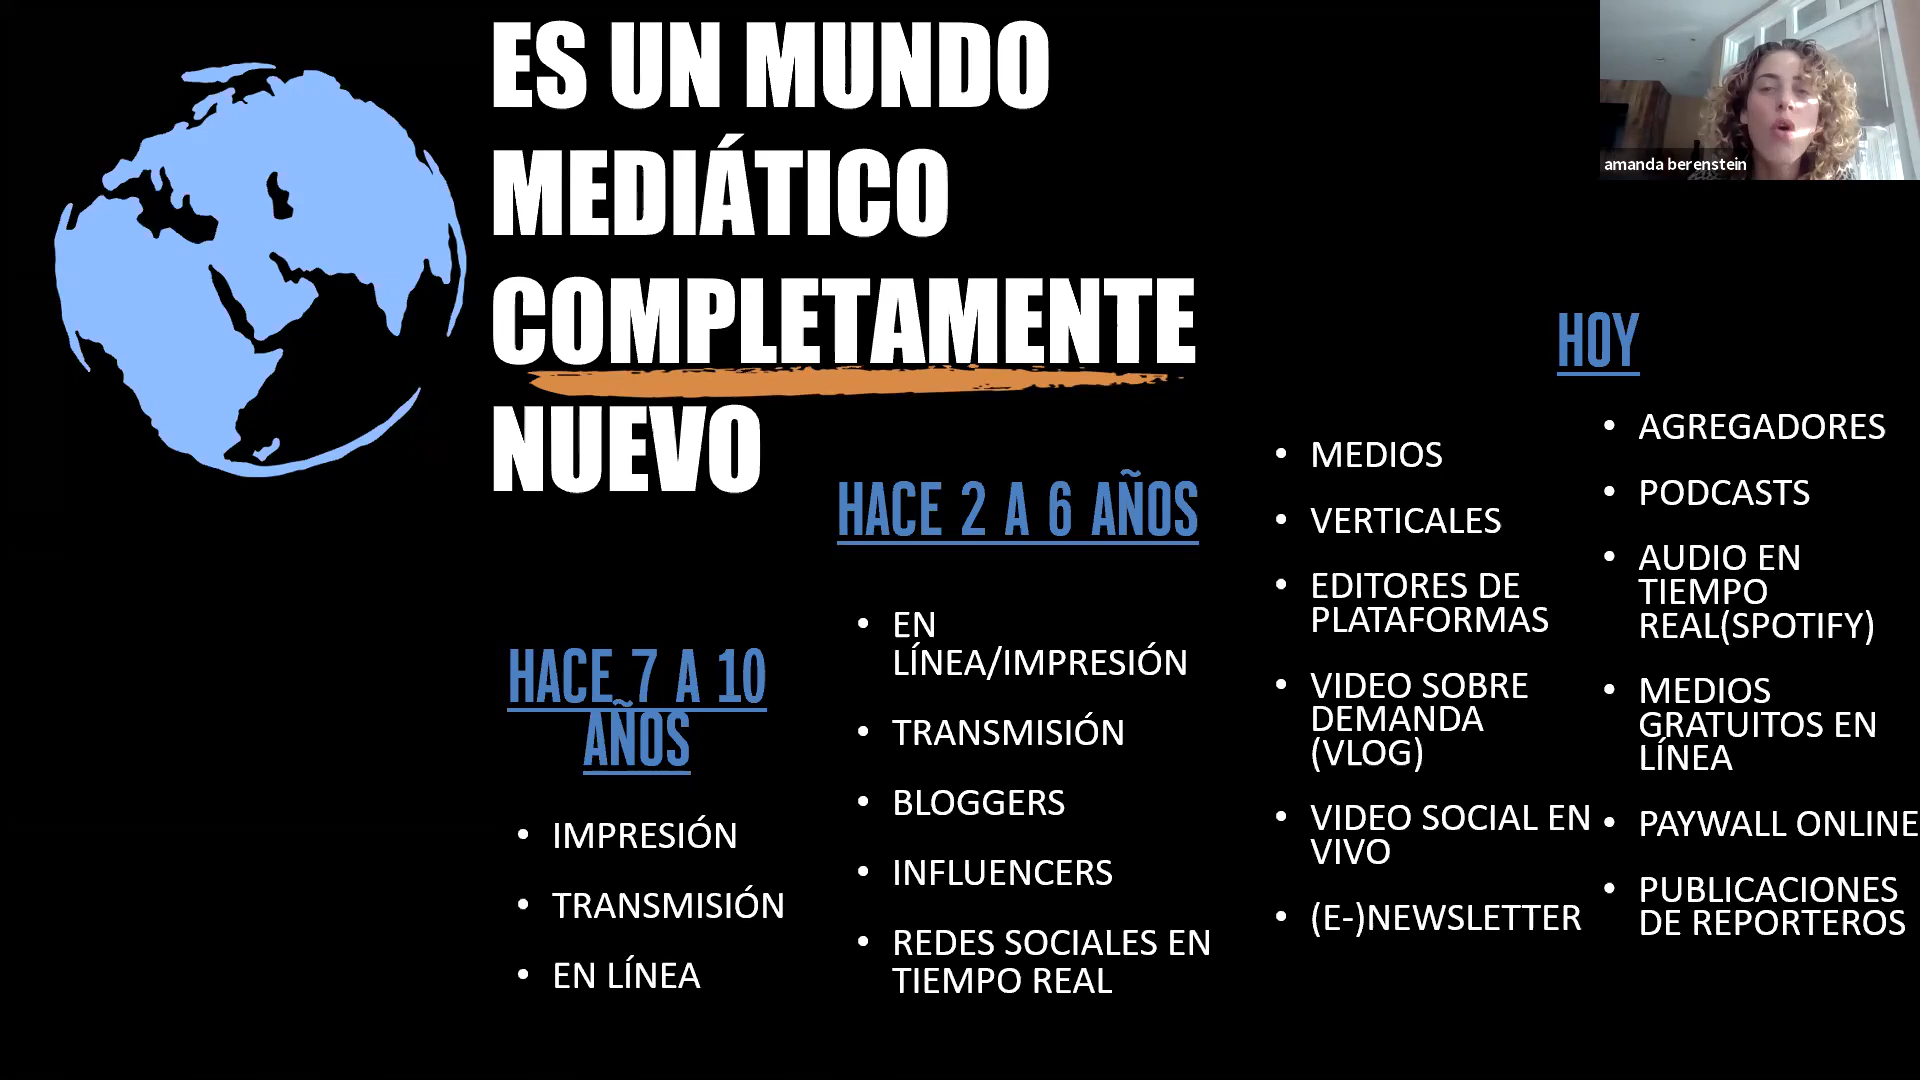 ES UN MUNDO
MEDIÁTICO
COMPLETAMENTE
NUEVO
amanda berenstein
HACE 7 A 10
AÑOS
• IMPRESIÓN
• TRANSMISIÓN
• EN LÍNEA
HACE 2 A 6 AÑOS
• EN
LÍNEA/IMPRESIÓN
• TRANSMISIÓN
• BLOGGERS
• INFLUENCERS
• REDES SOCIALES EN
TIEMPO REAL
HOY
• MEDIOS
• VERTICALES
• EDITORES DE
PLATAFORMAS
• VIDEO SOBRE
DEMANDA
(VLOG)
• VIDEO SOCIAL EN
VIVO
• (E-)NEWSLETTER
• AGREGADORES
• PODCASTS
• AUDIO EN
TIEMPO
REAL(SPOTIFY)
• MEDIOS
GRATUITOS EN
LÍNEA
• PAYWALL ONLINE
• PUBLICACIONES
DE REPORTEROS